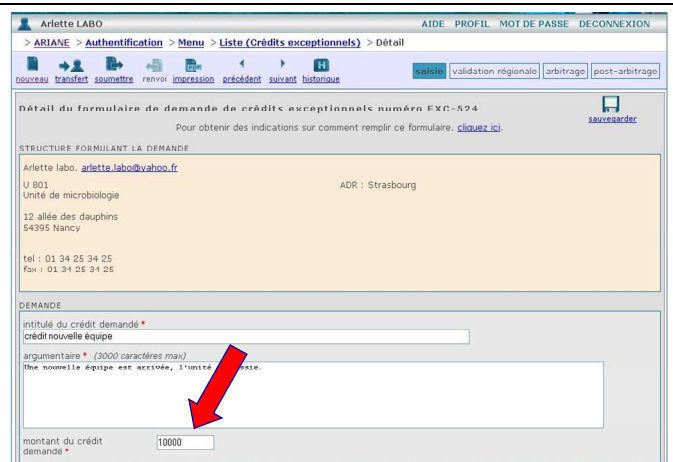 Arlette LABO AIDE PROFIL MOT DE PASSE DECONNEXION
> ARIANE > Authentification > Menu > Liste (Crédits exceptionnels) > Détail
nouveau transfert soumettre renvoi impression précédent suivant historique saisie validation régionale arbitrage post-arbitrage
Détail du formulaire de demande de crédits exceptionnels numéro EXC-524
sauvegarder
Pour obtenir des indications sur comment remplir ce formulaire, cliquez ici.
STRUCTURE FORMULANT LA DEMANDE
Arlette labo, arlette.labo@yahoo.fr
U 801 ADR : Strasbourg
Unité de microbiologie
12 allée des dauphins
54395 Nancy
tel : 01 34 25 34 25
fax : 01 34 25 34 25
DEMANDE
intitulé du crédit demandé *
crédit nouvelle équipe
argumentaire * (3000 caractères max)
Une nouvelle équipe est arrivée, l'unité ssie.
montant du crédit 10000
demandé *